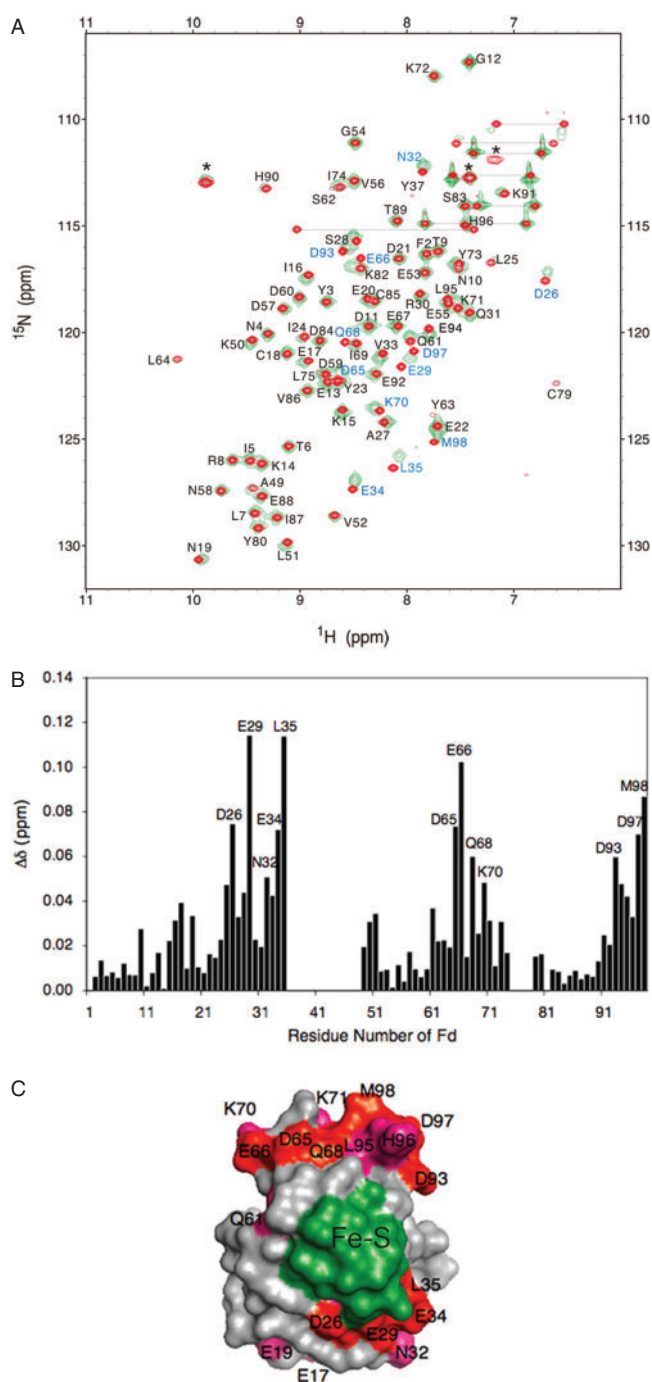 A
11 10 9 8 7
G12
K72
110
G54
N32
*
*
*
H90
I74
S62
V56
Y37
K91
S83
T89
H96
115
S28
D93
E66
D21
F2
T9
K82
E53
Y73
N10
L25
D26
I16
D60
Y3
E20
C85
R30
L95
K71
E55
Q31
D57
N4
I24
D84
Q68
D11
E67
E94
Q61
120
K50
C18
E17
I69
V33
D97
L64
D59
D65
E29
L75
Y23
E92
E13
V86
C79
K15
K70
A27
Y63
E22
M98
125
T6
R8
I5
K14
L35
A49
N58
E88
E34
L7
I87
V52
Y80
N19
L51
130
15N (ppm)
11 10 9 8 7
1H (ppm)
B
0.14
0.12
0.10
0.08
0.06
0.04
0.02
0.00
Δδ (ppm)
E29
L35
D26
E34
N32
E66
D65
Q68
K70
M98
D97
D93
1 11 21 31 41 51 61 71 81 91
Residue Number of Fd
C
K70
K71
M98
D97
E66
D65
Q68
L95
H96
D93
Q61
Fe-S
L35
E34
D26
E29
N32
E19
E17